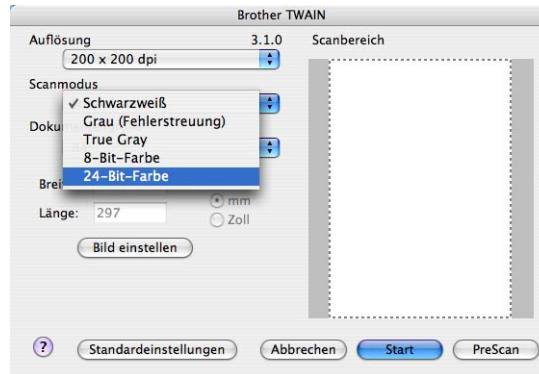 Brother TWAIN
Auflösung 3.1.0 Scanbereich
200 x 200 dpi
Scanmodus
✓ Schwarzweiß
Grau (Fehlerstreuung)
Doku
True Gray
8-Bit-Farbe
24-Bit-Farbe
Brei
mm
Länge: 297 Zoll
Bild einstellen
? Standardeinstellungen Abbrechen Start PreScan